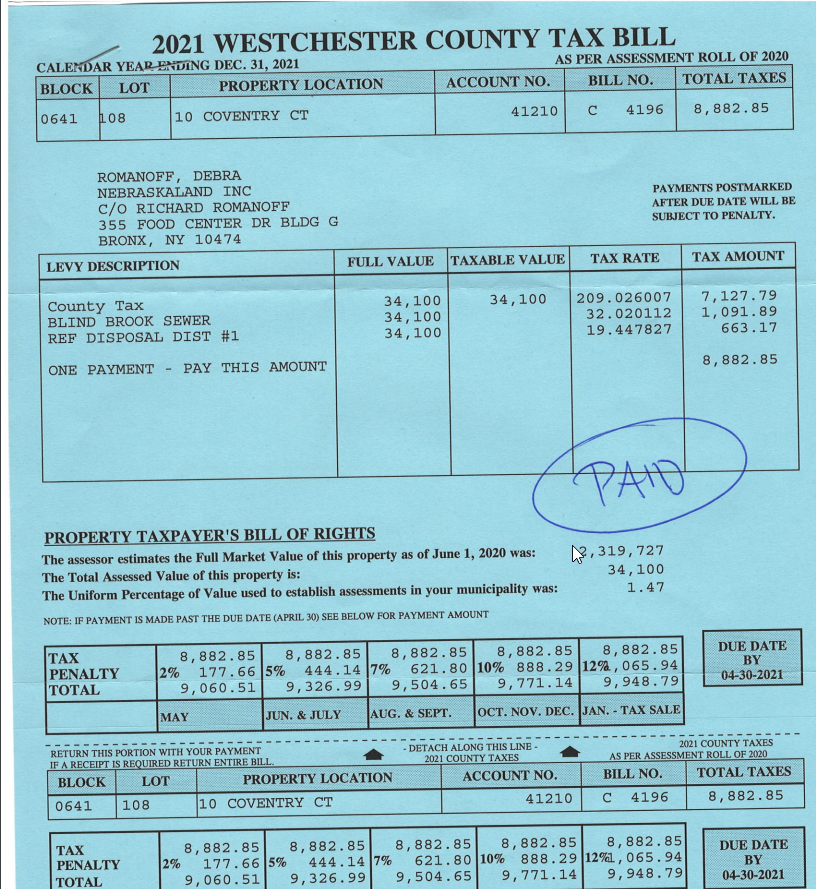 2021 WESTCHESTER COUNTY TAX BILL
CALENDAR YEAR ENDING DEC. 31, 2021 AS PER ASSESSMENT ROLL OF 2020
BLOCK LOT PROPERTY LOCATION ACCOUNT NO. BILL NO. TOTAL TAXES
0641 108 10 COVENTRY CT 41210 C 4196 8,882.85
ROMANOFF, DEBRA
NEBRASKALAND INC
C/O RICHARD ROMANOFF
355 FOOD CENTER DR BLDG G
BRONX, NY 10474
PAYMENTS POSTMARKED
AFTER DUE DATE WILL BE
SUBJECT TO PENALTY.
LEVY DESCRIPTION FULL VALUE TAXABLE VALUE TAX RATE TAX AMOUNT
County Tax 34,100 34,100 209.026007 7,127.79
BLIND BROOK SEWER 34,100 32.020112 1,091.89
REF DISPOSAL DIST #1 34,100 19.447827 663.17
ONE PAYMENT - PAY THIS AMOUNT 8,882.85
PAID
PROPERTY TAXPAYER'S BILL OF RIGHTS
The assessor estimates the Full Market Value of this property as of June 1, 2020 was: 2,319,727
The Total Assessed Value of this property is: 34,100
The Uniform Percentage of Value used to establish assessments in your municipality was: 1.47
NOTE: IF PAYMENT IS MADE PAST THE DUE DATE (APRIL 30) SEE BELOW FOR PAYMENT AMOUNT
TAX 8,882.85 8,882.85 8,882.85 8,882.85 8,882.85
PENALTY 2% 177.66 5% 444.14 7% 621.80 10% 888.29 12% 1,065.94
TOTAL 9,060.51 9,326.99 9,504.65 9,771.14 9,948.79
MAY JUN. & JULY AUG. & SEPT. OCT. NOV. DEC. JAN. - TAX SALE
DUE DATE
BY
04-30-2021
RETURN THIS PORTION WITH YOUR PAYMENT
IF A RECEIPT IS REQUIRED RETURN ENTIRE BILL.
- DETACH ALONG THIS LINE -
2021 COUNTY TAXES
2021 COUNTY TAXES
AS PER ASSESSMENT ROLL OF 2020
BLOCK LOT PROPERTY LOCATION ACCOUNT NO. BILL NO. TOTAL TAXES
0641 108 10 COVENTRY CT 41210 C 4196 8,882.85
TAX 8,882.85 8,882.85 8,882.85 8,882.85 8,882.85
PENALTY 2% 177.66 5% 444.14 7% 621.80 10% 888.29 12% 1,065.94
TOTAL 9,060.51 9,326.99 9,504.65 9,771.14 9,948.79
DUE DATE
BY
04-30-2021